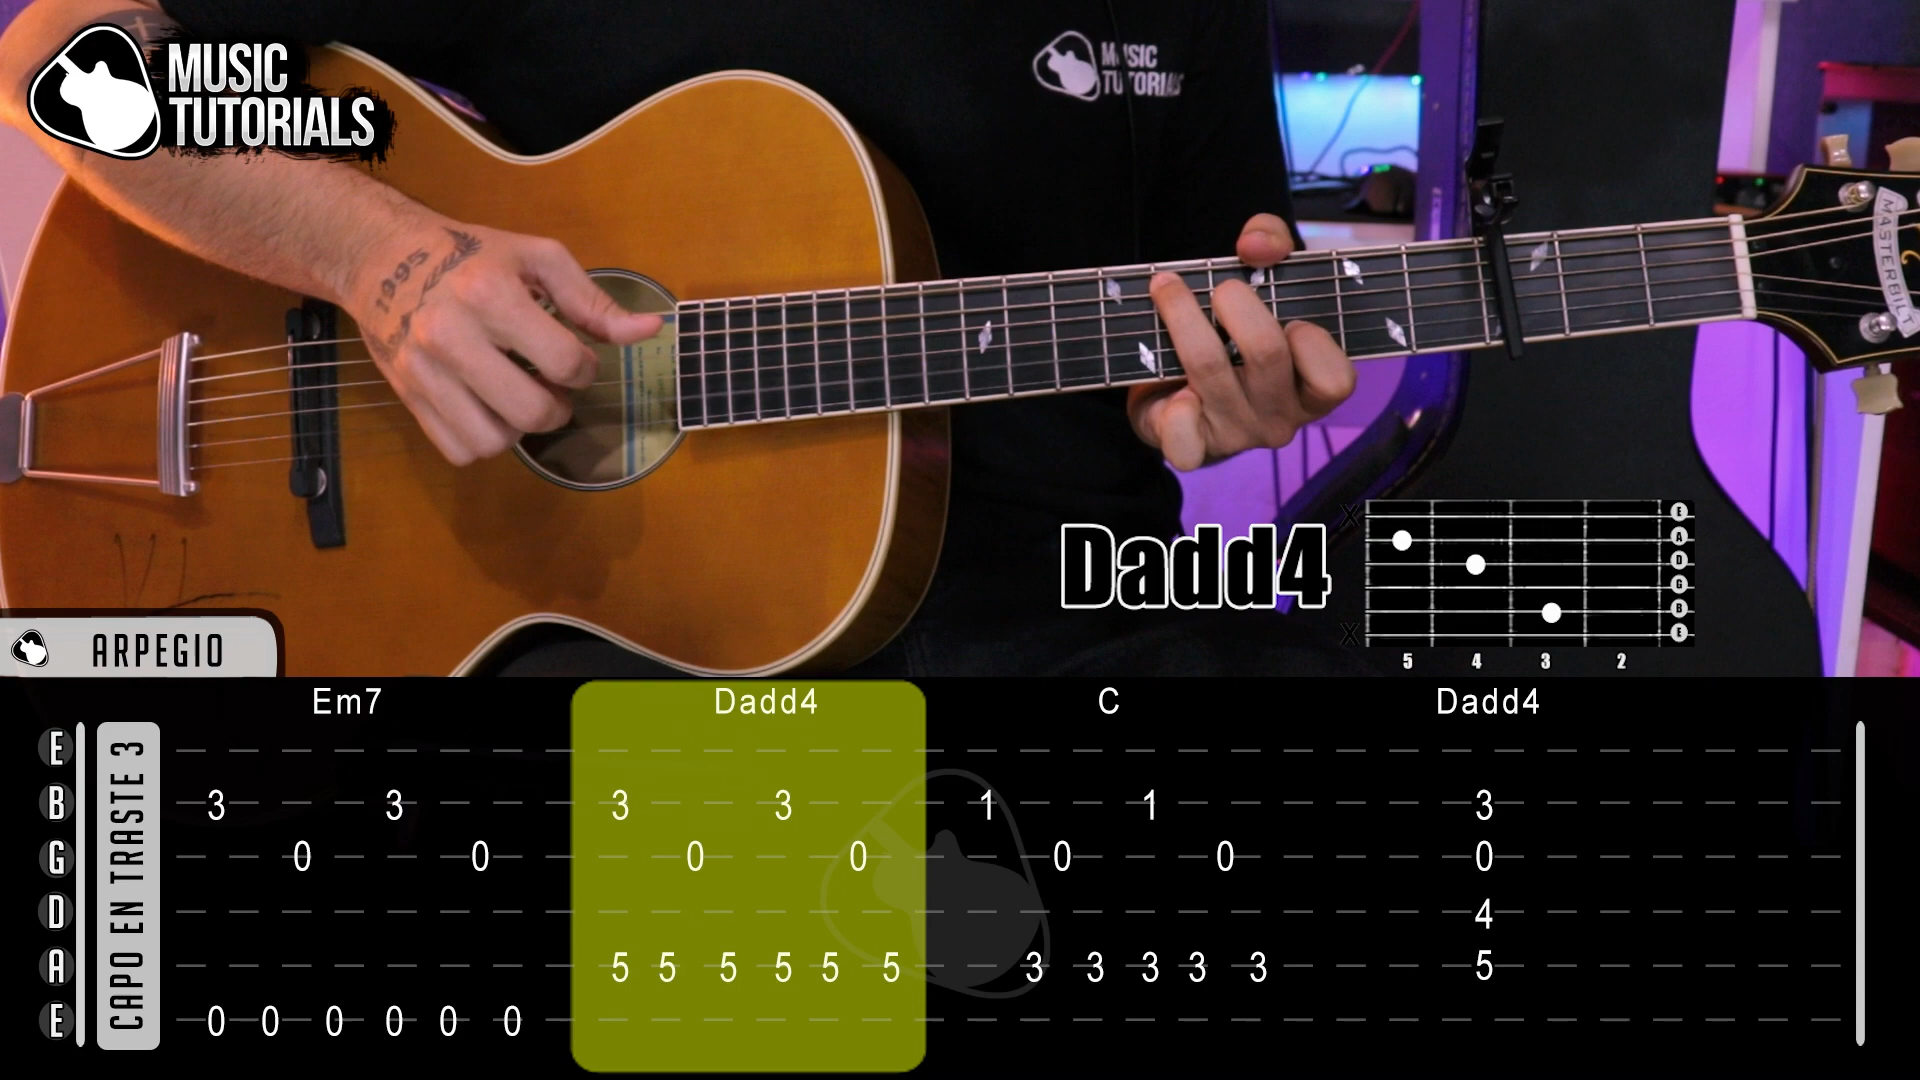 MUSIC
TUTORIALS
MUSIC
TUTORIALS
1995
MASTERBILT
Dadd4
X
X
E
A
D
G
B
E
5 4 3 2
ARPEGIO
Em7 Dadd4 C Dadd4
CAPO EN TRASTE 3
E
B 3 3 3 3 1 1 3
G 0 0 0 0 0 0 0
D 4
A 5 5 5 5 5 5 3 3 3 3 3 5
E 0 0 0 0 0 0